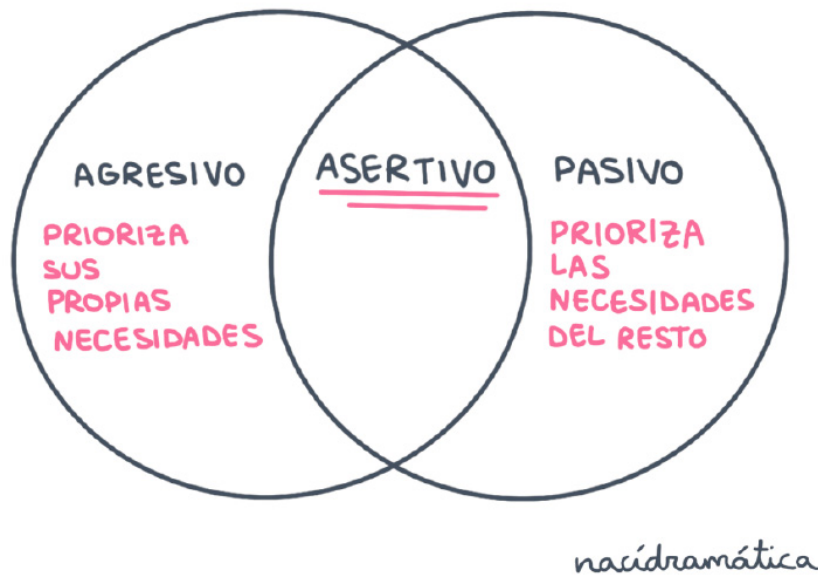 AGRESIVO
PRIORIZA
SUS
PROPIAS
NECESIDADES
ASERTIVO
PASIVO
PRIORIZA
LAS
NECESIDADES
DEL RESTO
nacídramática